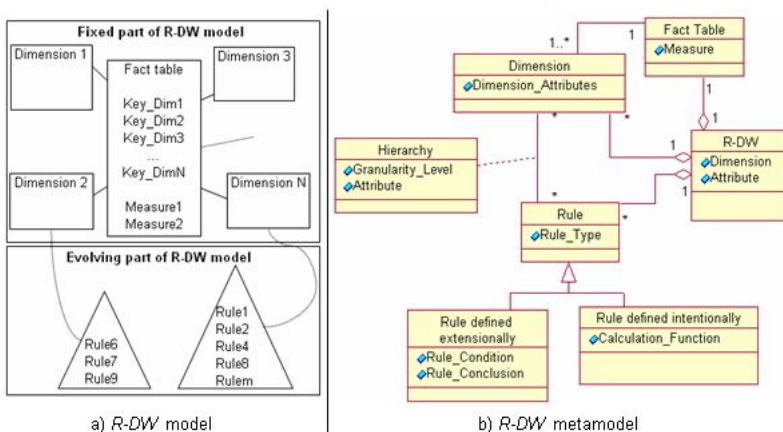 Fixed part of R-DW model
Dimension 1
Dimension 3
Fact table
Key_Dim1
Key_Dim2
Key_Dim3
...
Key_DimN
Measure1
Measure2
Dimension 2
Dimension N
Evolving part of R-DW model
Rule6
Rule7
Rule9
Rule1
Rule2
Rule4
Rule8
Rulem
a) R-DW model
Fact Table
Measure
1..*
1
Dimension
Dimension_Attributes
1
1
*
*
1
R-DW
Dimension
Attribute
Hierarchy
Granularity_Level
Attribute
1
*
*
Rule
Rule_Type
Rule defined
extensionally
Rule_Condition
Rule_Conclusion
Rule defined intentionally
Calculation_Function
b) R-DW metamodel